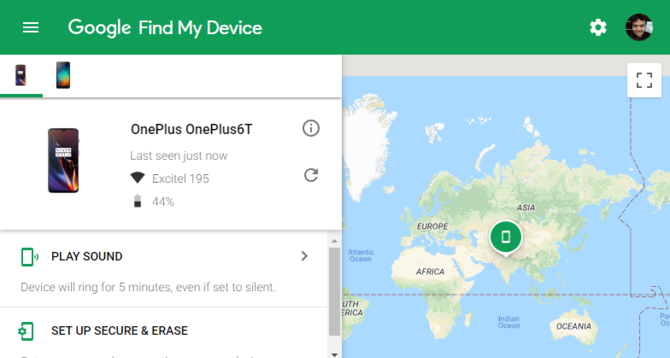 Google Find My Device
OnePlus OnePlus6T
Last seen just now
Excitel 195
44%
PLAY SOUND
Device will ring for 5 minutes, even if set to silent.
SET UP SECURE & ERASE
ASIA
EUROPE
Atlantic
Ocean
AFRICA
Indian
Ocean
OCEANIA